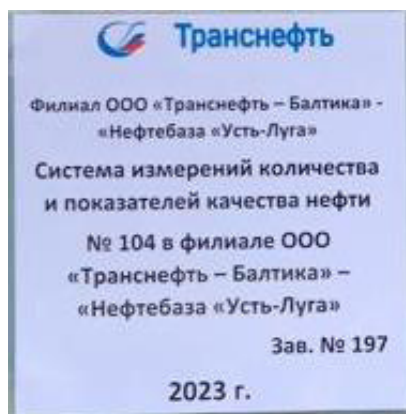 Транснефть
Филиал ООО «Транснефть – Балтика» -
«Нефтебаза «Усть-Луга»
Система измерений количества
и показателей качества нефти
№ 104 в филиале ООО
«Транснефть – Балтика» –
«Нефтебаза «Усть-Луга»
Зав. № 197
2023 г.